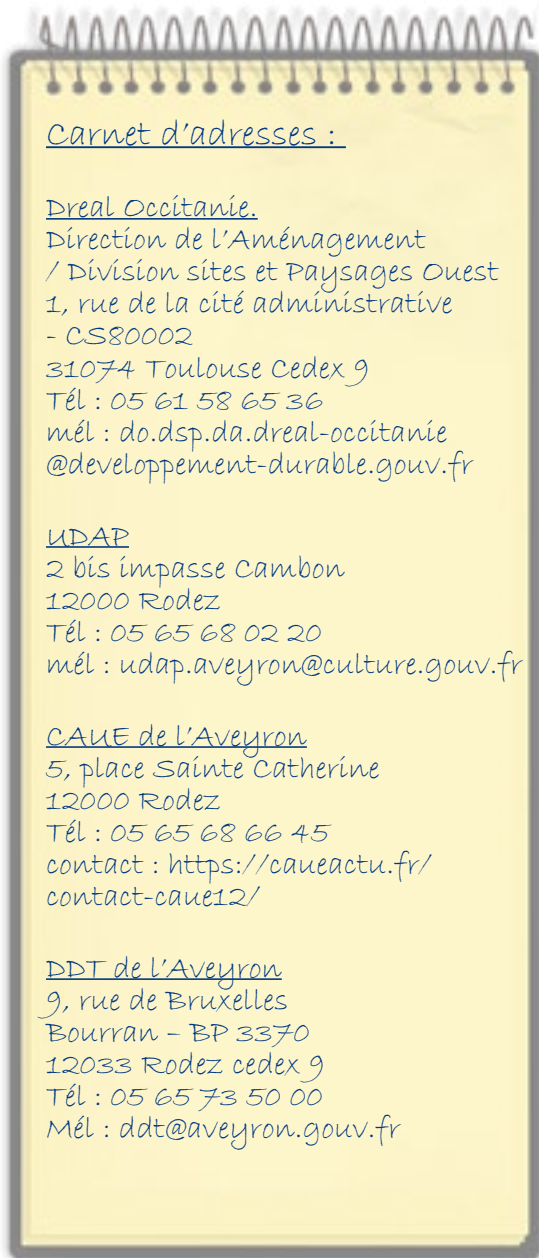 Carnet d'adresses :
Dreal Occitanie.
Direction de l'Aménagement
/ Division sites et Paysages Ouest
1, rue de la cité administrative
- CS80002
31074 Toulouse Cedex 9
Tél : 05 61 58 65 36
mél : do.dsp.da.dreal-occitanie
@developpement-durable.gouv.fr
UDAP
2 bis impasse Cambon
12000 Rodez
Tél : 05 65 68 02 20
mél : udap.aveyron@culture.gouv.fr
CAUE de l'Aveyron
5, place Sainte Catherine
12000 Rodez
Tél : 05 65 68 66 45
contact : https://caueactu.fr/
contact-caue12/
DDT de l'Aveyron
9, rue de Bruxelles
Bourran – BP 3370
12033 Rodez cedex 9
Tél : 05 65 73 50 00
Mél : ddt@aveyron.gouv.fr